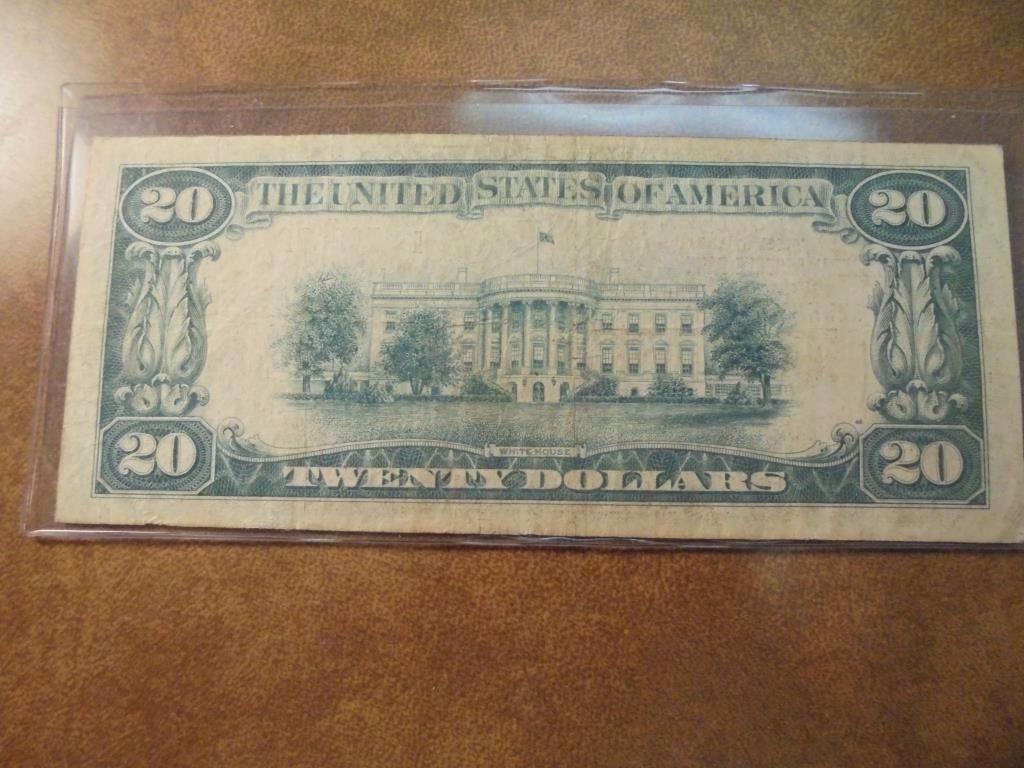 20 THE UNITED STATES OF AMERICA 20
WHITE HOUSE
20 TWENTY DOLLARS 20